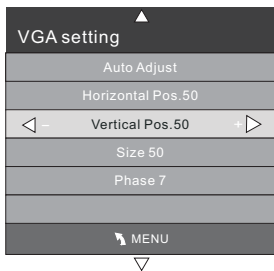 VGA setting
Auto Adjust
Horizontal Pos.50
– Vertical Pos.50 +
Size 50
Phase 7
MENU